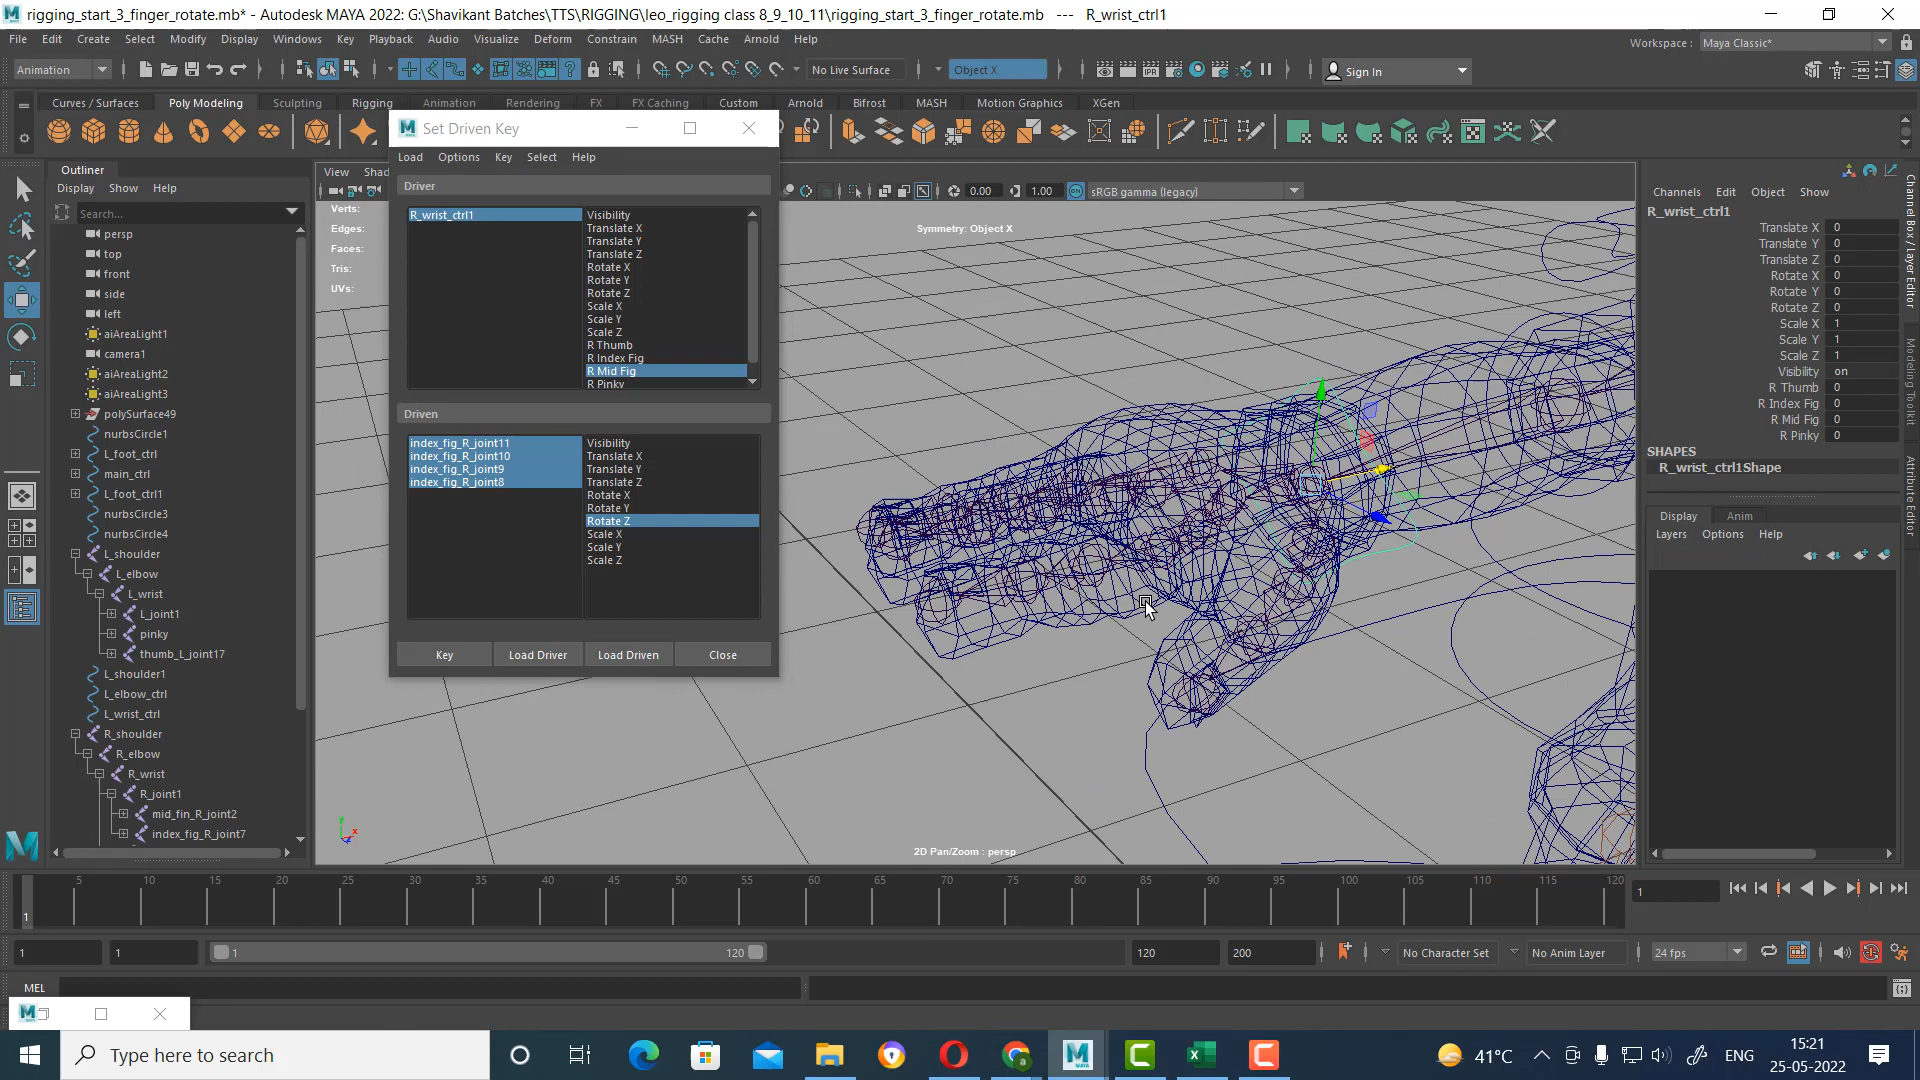 rigging_start_3_finger_rotate.mb* - Autodesk MAYA 2022: G:\Shavikant Batches\TTS\RIGGING\leo_rigging class 8_9_10_11\rigging_start_3_finger_rotate.mb --- R_wrist_ctrl1
File Edit Create Select Modify Display Windows Key Playback Audio Visualize Deform Constrain MASH Cache Arnold Help
Workspace : Maya Classic*
Animation
No Live Surface
Object X
Sign In
Curves / Surfaces Poly Modeling Sculpting Rigging Animation Rendering FX FX Caching Custom Arnold Bifrost MASH Motion Graphics XGen
Set Driven Key
Load Options Key Select Help
Driver
R_wrist_ctrl1
Visibility
Translate X
Translate Y
Translate Z
Rotate X
Rotate Y
Rotate Z
Scale X
Scale Y
Scale Z
R Thumb
R Index Fig
R Mid Fig
R Pinky
Driven
index_fig_R_joint11
index_fig_R_joint10
index_fig_R_joint9
index_fig_R_joint8
Visibility
Translate X
Translate Y
Translate Z
Rotate X
Rotate Y
Rotate Z
Scale X
Scale Y
Scale Z
Key Load Driver Load Driven Close
Outliner
Display Show Help
Search...
persp
top
front
side
left
aiAreaLight1
camera1
aiAreaLight2
aiAreaLight3
polySurface49
nurbsCircle1
L_foot_ctrl
main_ctrl
L_foot_ctrl1
nurbsCircle3
nurbsCircle4
L_shoulder
L_elbow
L_wrist
L_joint1
pinky
thumb_L_joint17
L_shoulder1
L_elbow_ctrl
L_wrist_ctrl
R_shoulder
R_elbow
R_wrist
R_joint1
mid_fin_R_joint2
index_fig_R_joint7
View Shad
0.00 1.00 ON sRGB gamma (legacy)
Verts:
Edges:
Faces:
Tris:
UVs:
Symmetry: Object X
2D Pan/Zoom : persp
y x
Channels Edit Object Show
R_wrist_ctrl1
Translate X 0
Translate Y 0
Translate Z 0
Rotate X 0
Rotate Y 0
Rotate Z 0
Scale X 1
Scale Y 1
Scale Z 1
Visibility on
R Thumb 0
R Index Fig 0
R Mid Fig 0
R Pinky 0
SHAPES
R_wrist_ctrl1Shape
Display Anim
Layers Options Help
Channel Box / Layer Editor
Modeling Toolkit
Attribute Editor
5 10 15 20 25 30 35 40 45 50 55 60 65 70 75 80 85 90 95 100 105 110 115 120
1
1
1 1 1 120 120 200 No Character Set No Anim Layer 24 fps
MEL
Type here to search
41°C
ENG
15:21
25-05-2022